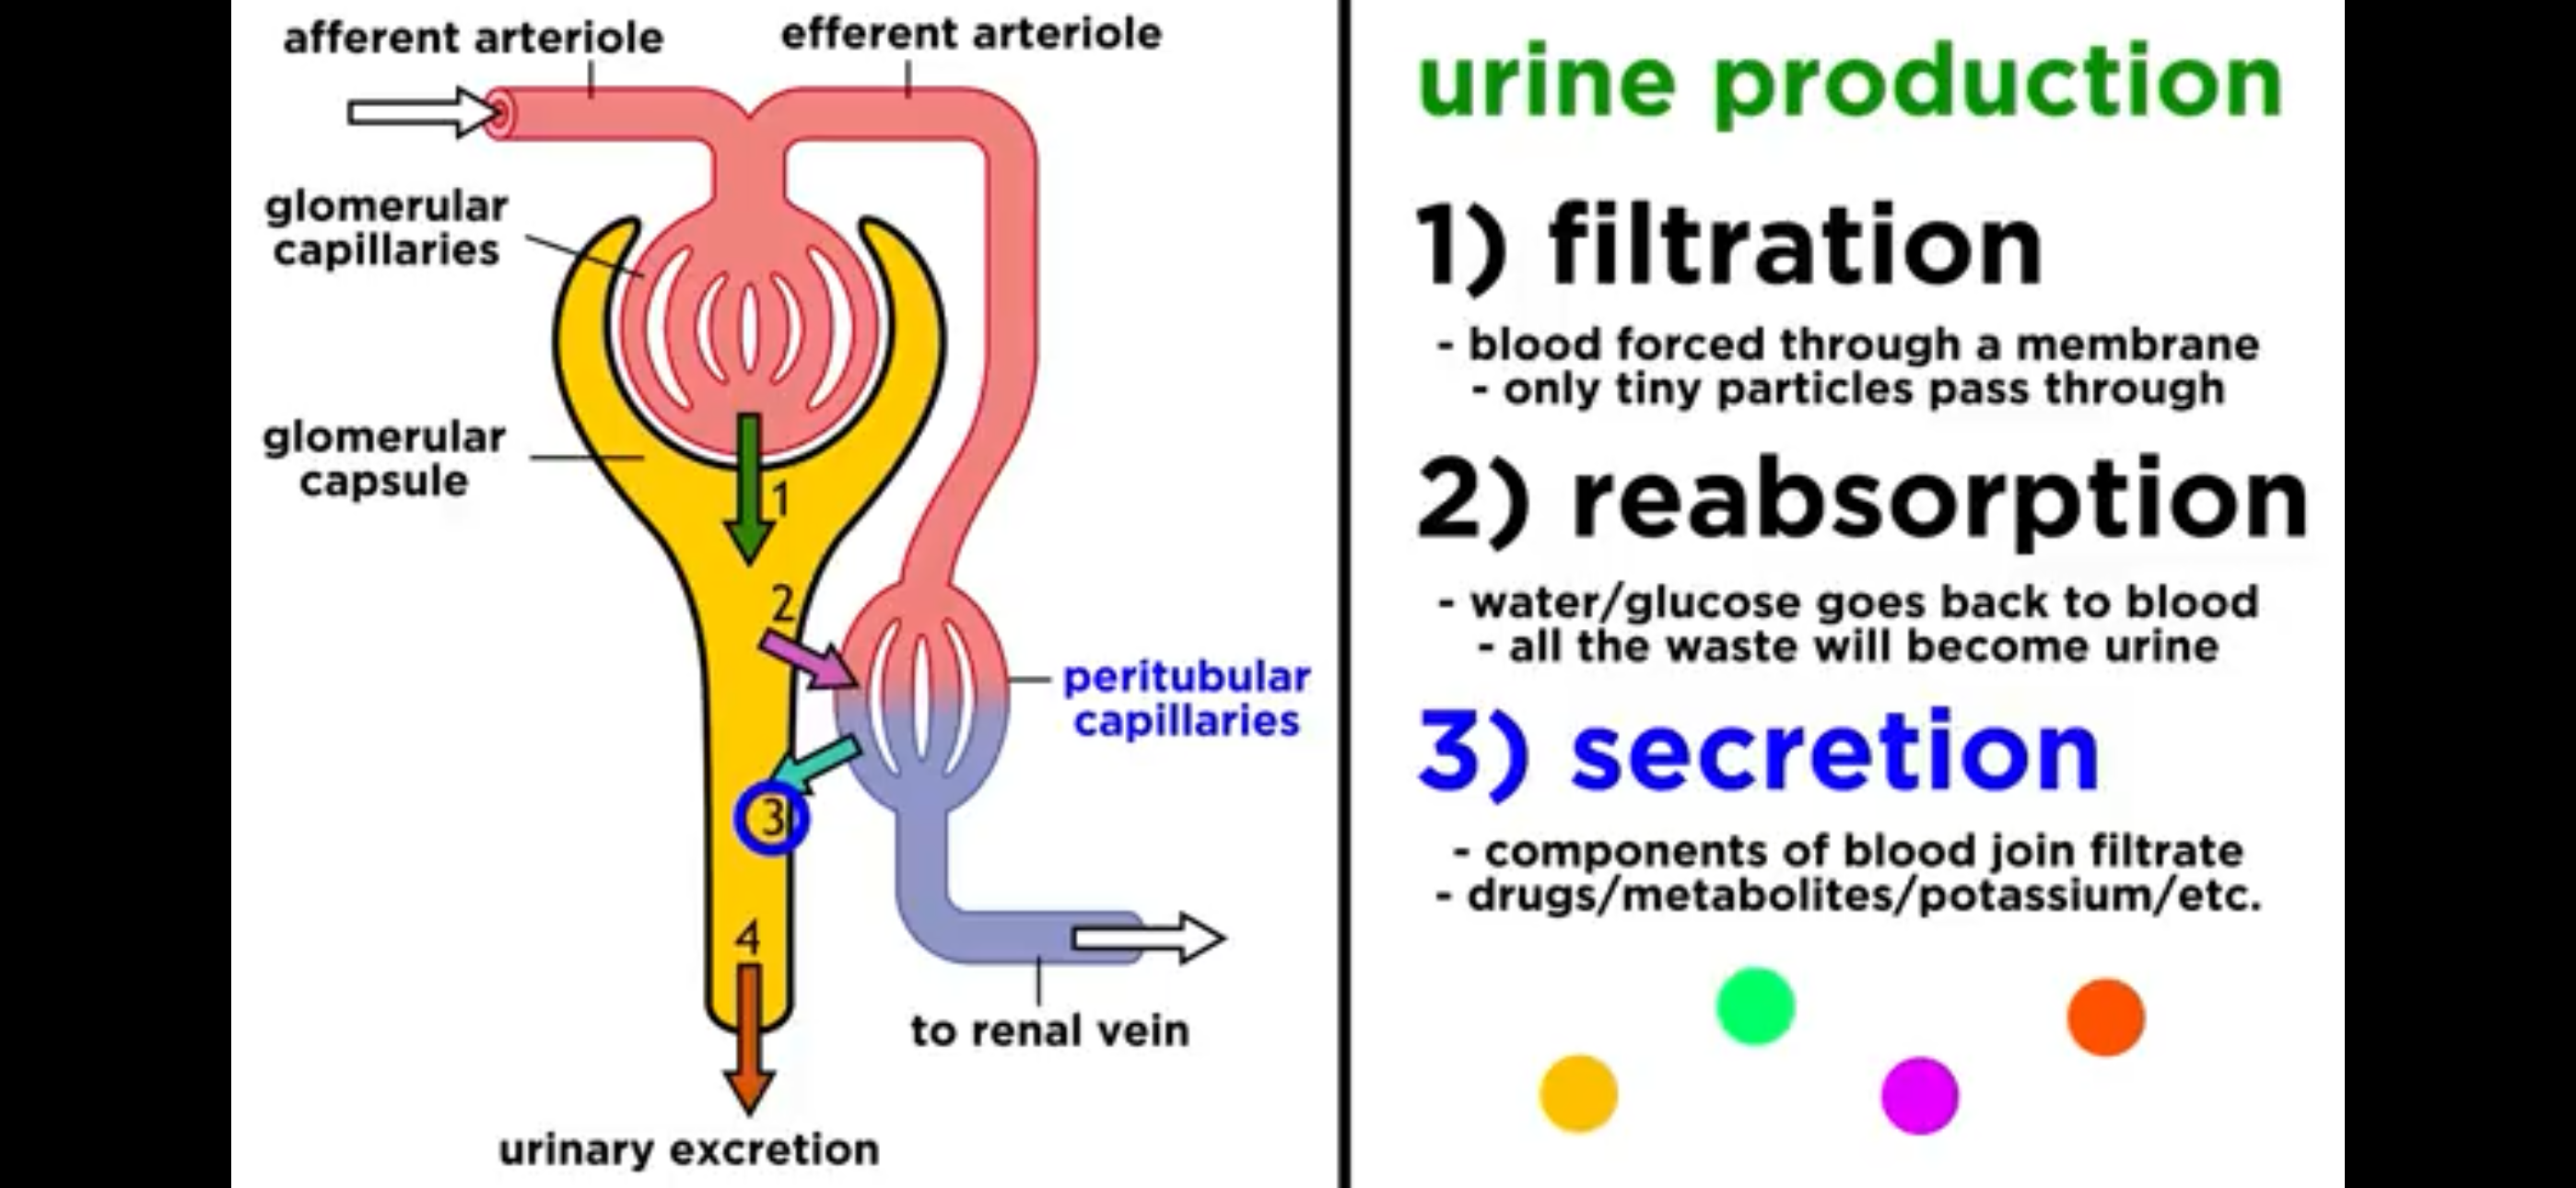 afferent arteriole
efferent arteriole
glomerular
capillaries
glomerular
capsule
1
2
peritubular
capillaries
3
4
to renal vein
urinary excretion
urine production
1) filtration
- blood forced through a membrane
- only tiny particles pass through
2) reabsorption
- water/glucose goes back to blood
- all the waste will become urine
3) secretion
- components of blood join filtrate
- drugs/metabolites/potassium/etc.